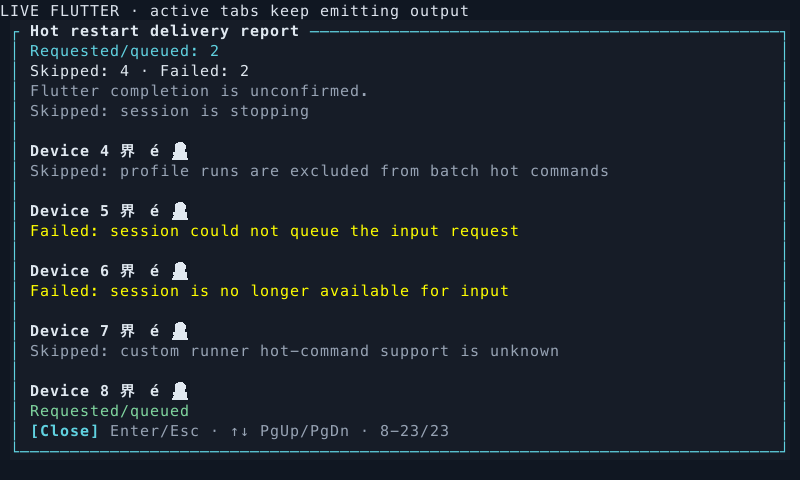 LIVE FLUTTER · active tabs keep emitting output
Hot restart delivery report
Requested/queued: 2
Skipped: 4 · Failed: 2
Flutter completion is unconfirmed.
Skipped: session is stopping
Device 4 界 é
Skipped: profile runs are excluded from batch hot commands
Device 5 界 é
Failed: session could not queue the input request
Device 6 界 é
Failed: session is no longer available for input
Device 7 界 é
Skipped: custom runner hot-command support is unknown
Device 8 界 é
Requested/queued
[Close] Enter/Esc · ↑↓ PgUp/PgDn · 8-23/23